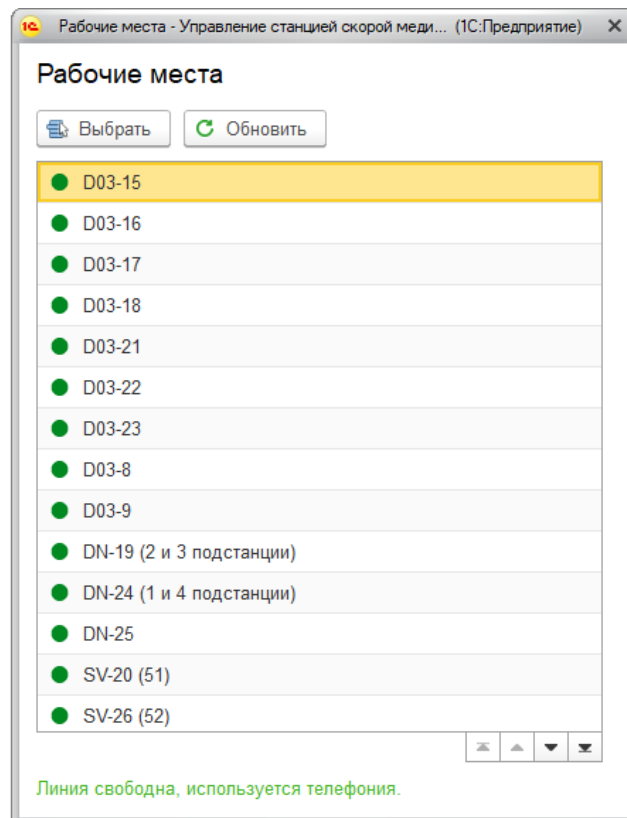 1С Рабочие места - Управление станцией скорой меди... (1С:Предприятие)
Рабочие места
Выбрать Обновить
D03-15
D03-16
D03-17
D03-18
D03-21
D03-22
D03-23
D03-8
D03-9
DN-19 (2 и 3 подстанции)
DN-24 (1 и 4 подстанции)
DN-25
SV-20 (51)
SV-26 (52)
Линия свободна, используется телефония.